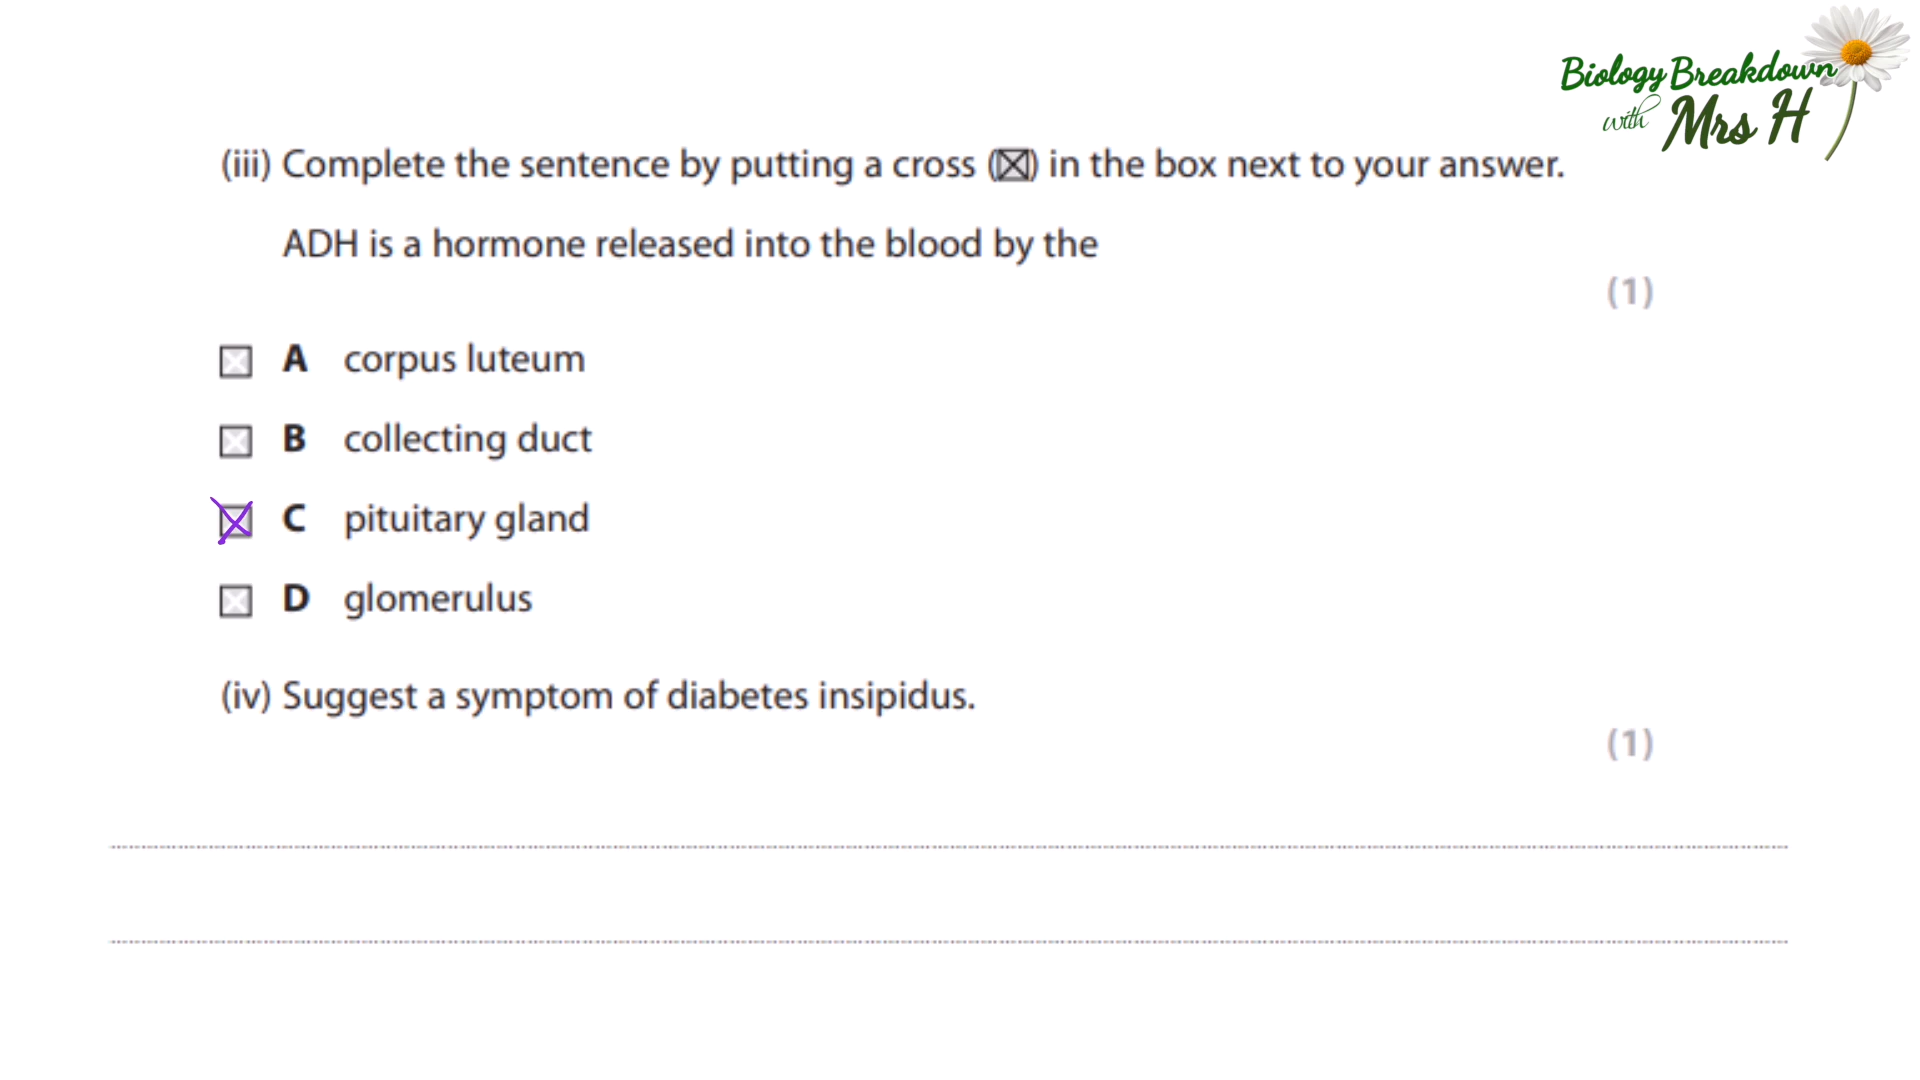 Biology Breakdown
with Mrs H
(iii) Complete the sentence by putting a cross (☒) in the box next to your answer.
ADH is a hormone released into the blood by the
(1)
☒ A corpus luteum
☒ B collecting duct
☒ C pituitary gland
☒ D glomerulus
(iv) Suggest a symptom of diabetes insipidus.
(1)